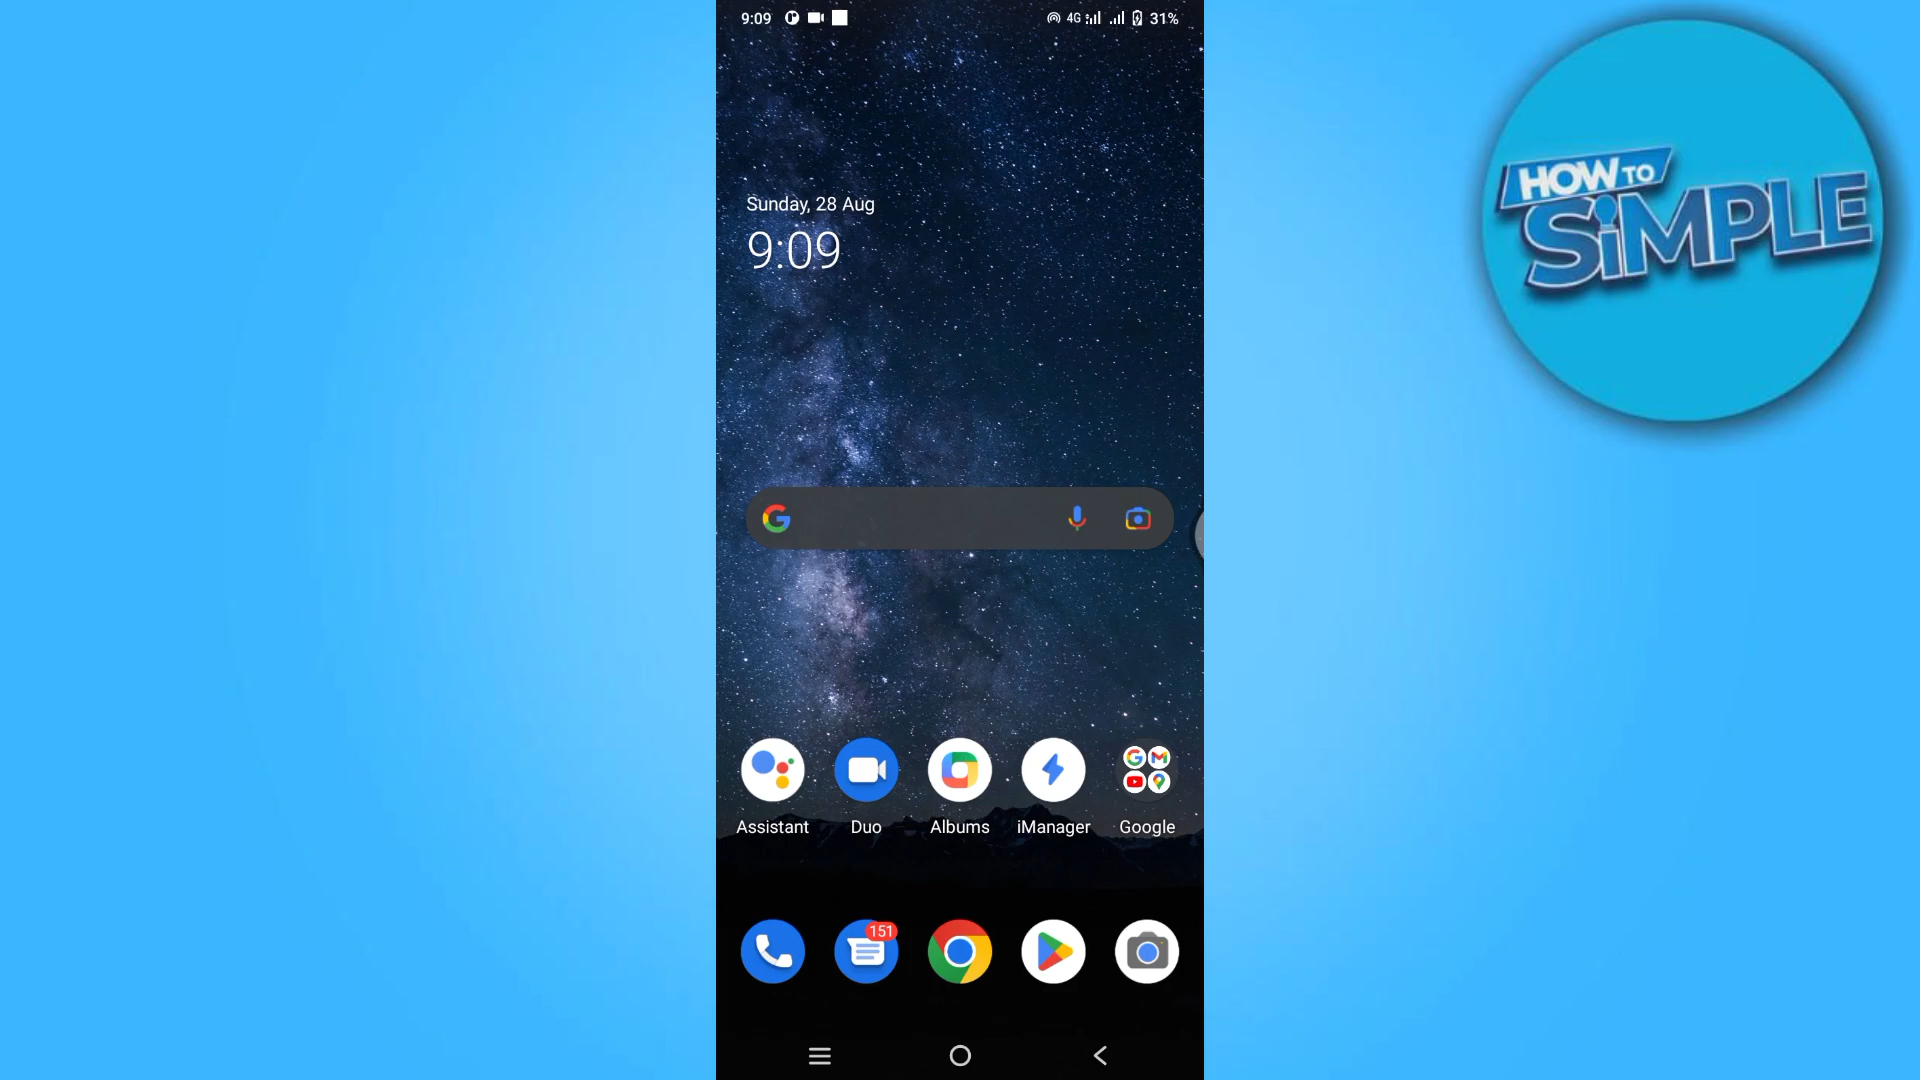 9:09
4G
31%
HOW TO
SiMPLE
Sunday, 28 Aug
9:09
Assistant
Duo
Albums
iManager
Google
151